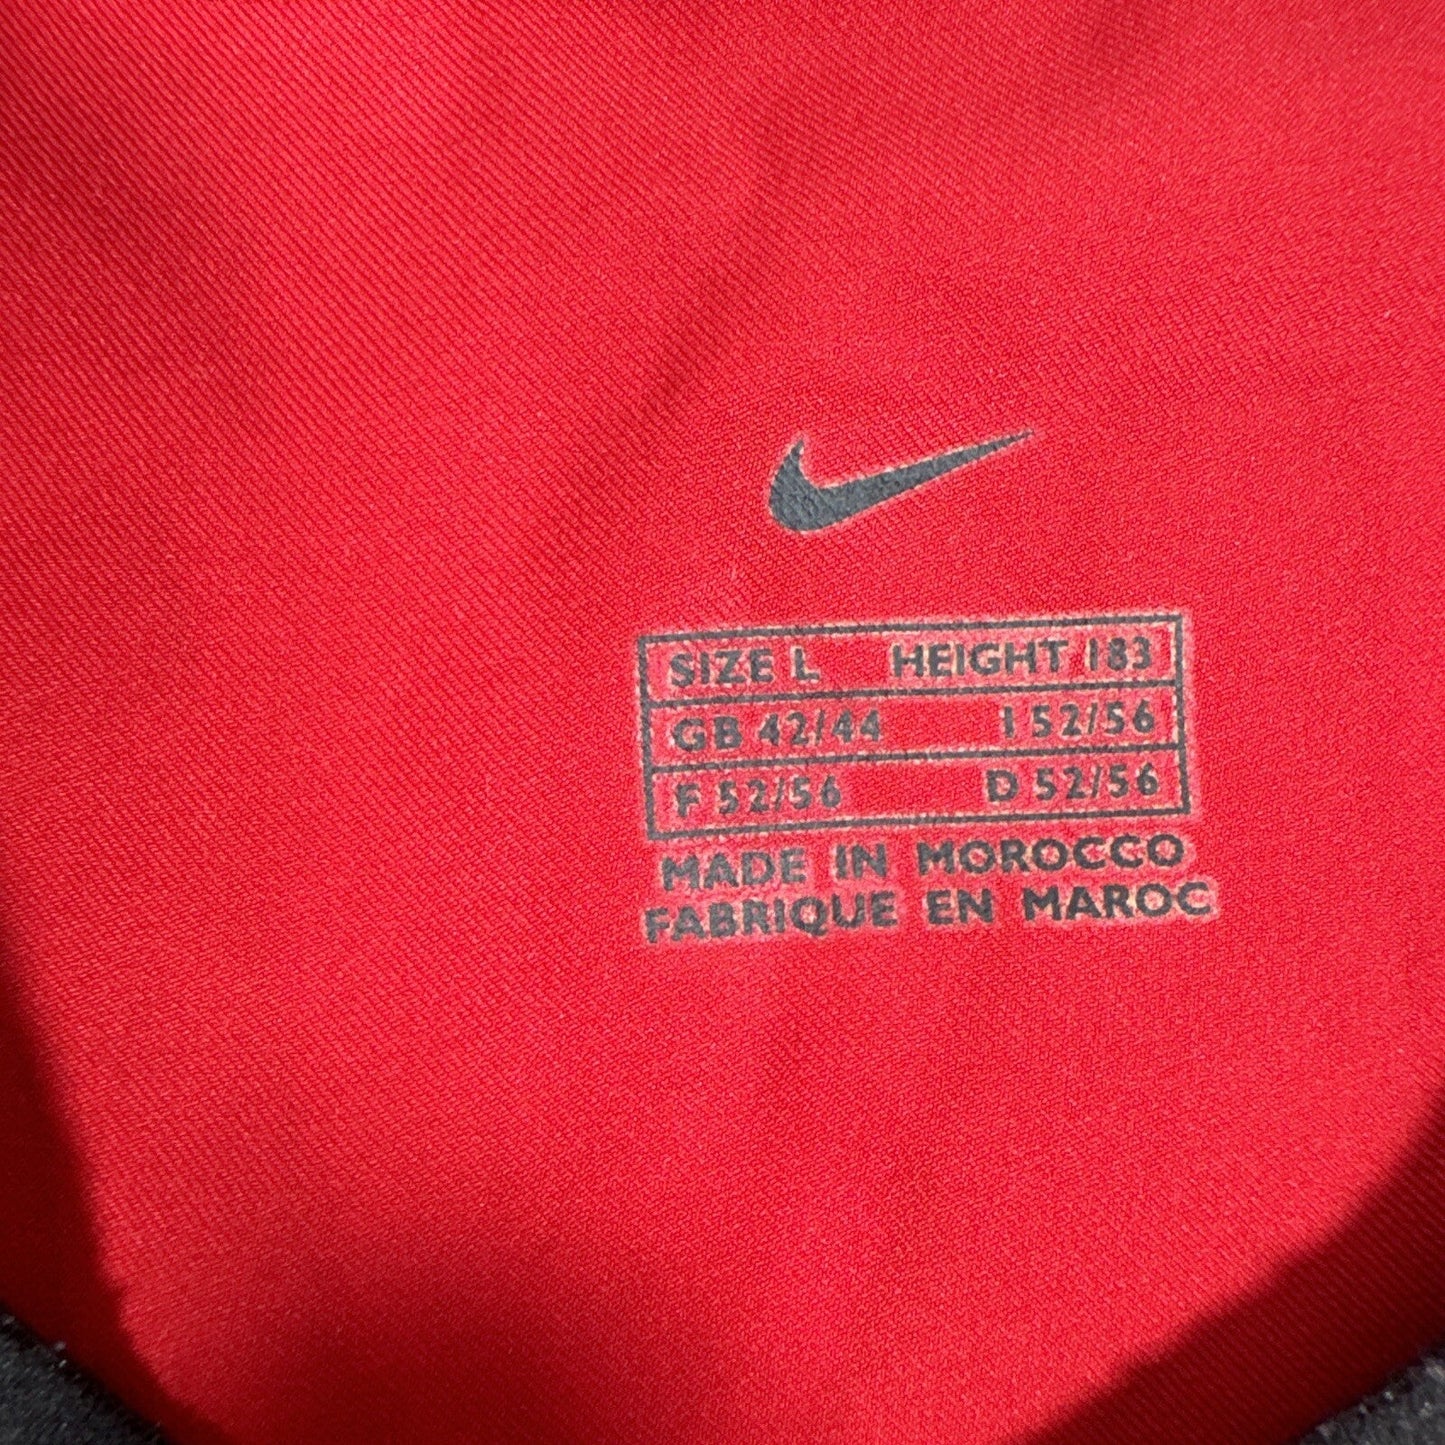 SIZE L HEIGHT 183
GB 42/44 I 52/56
F 52/56 D 52/56
MADE IN MOROCCO
FABRIQUE EN MAROC